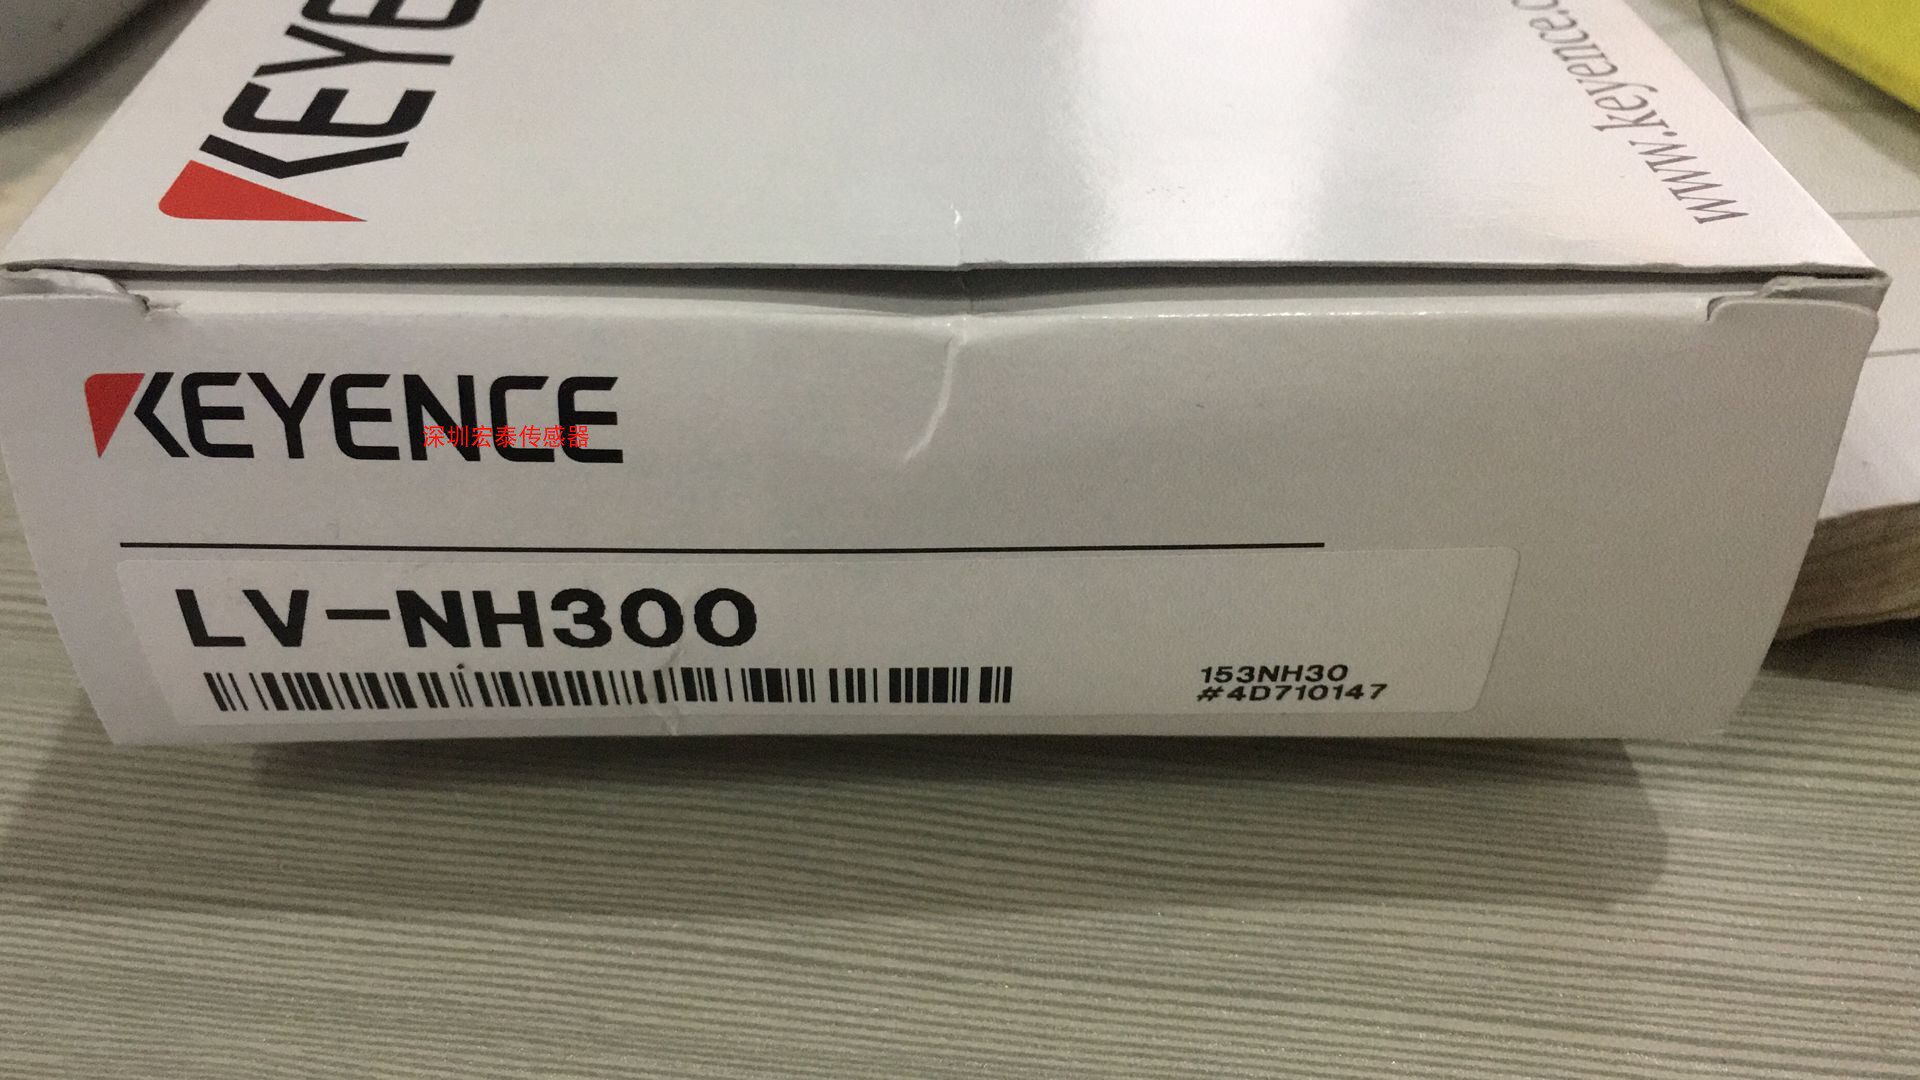 KEYENCE
www.keyence.c
KEYENCE
深圳宏泰传感器
LV-NH300
153NH30
#4D710147